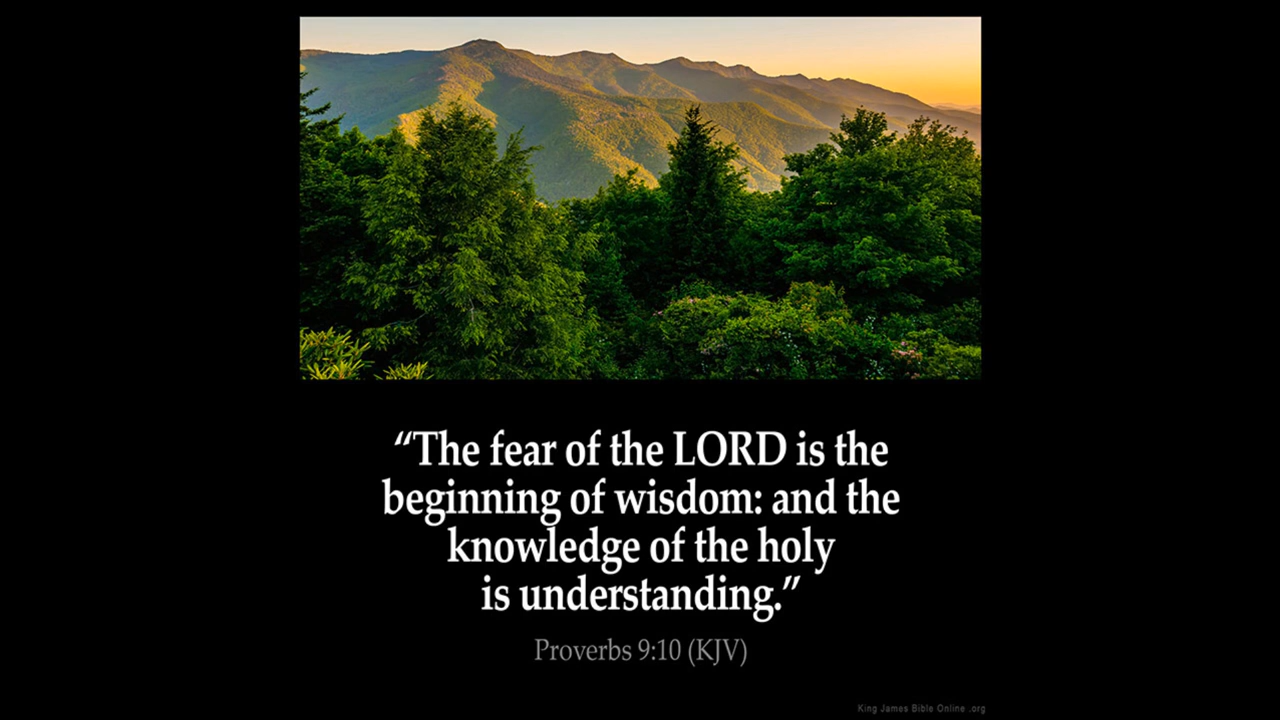 “The fear of the LORD is the
beginning of wisdom: and the
knowledge of the holy
is understanding.”
Proverbs 9:10 (KJV)
King James Bible Online .org